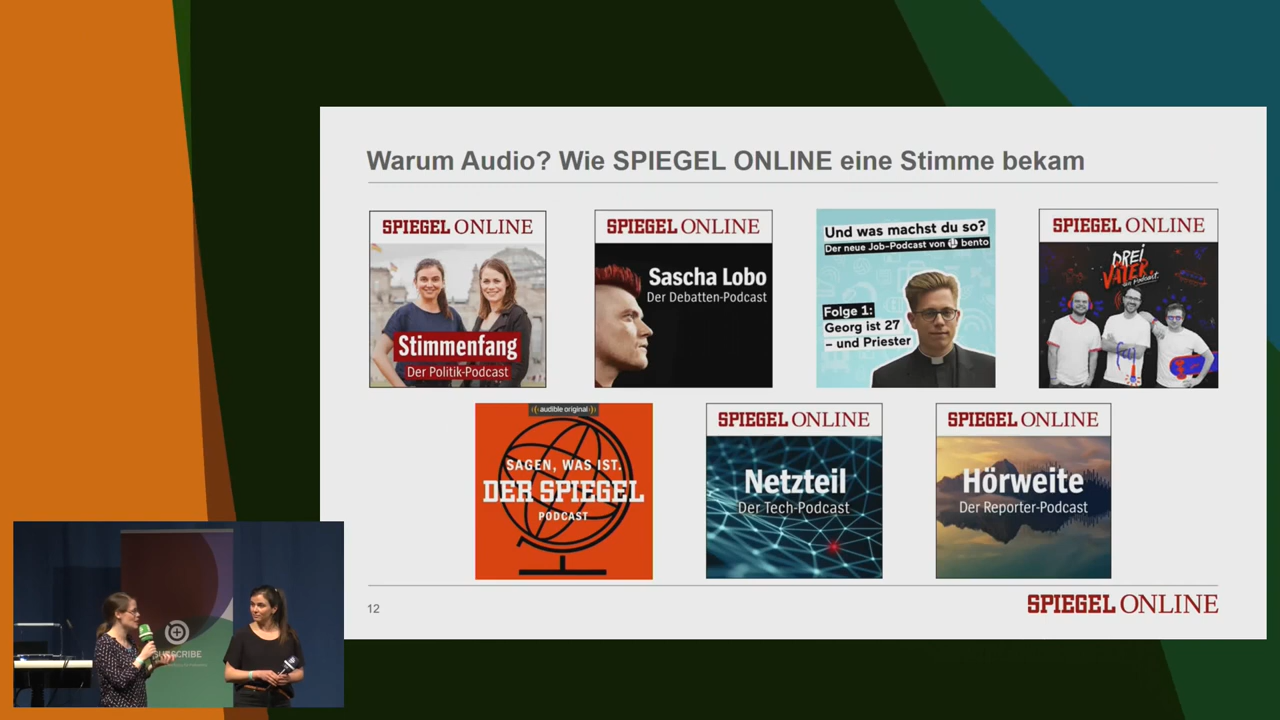 Warum Audio? Wie SPIEGEL ONLINE eine Stimme bekam
SPIEGEL ONLINE
Stimmenfang
Der Politik-Podcast
SPIEGEL ONLINE
Sascha Lobo
Der Debatten-Podcast
Und was machst du so?
Der neue Job-Podcast von bento
Folge 1:
Georg ist 27
– und Priester
SPIEGEL ONLINE
DREI
VÄTER
ein Podcast.
audible original
SAGEN, WAS IST.
DER SPIEGEL
PODCAST
SPIEGEL ONLINE
Netzteil
Der Tech-Podcast
SPIEGEL ONLINE
Hörweite
Der Reporter-Podcast
12
SPIEGEL ONLINE
SUBSCRIBE